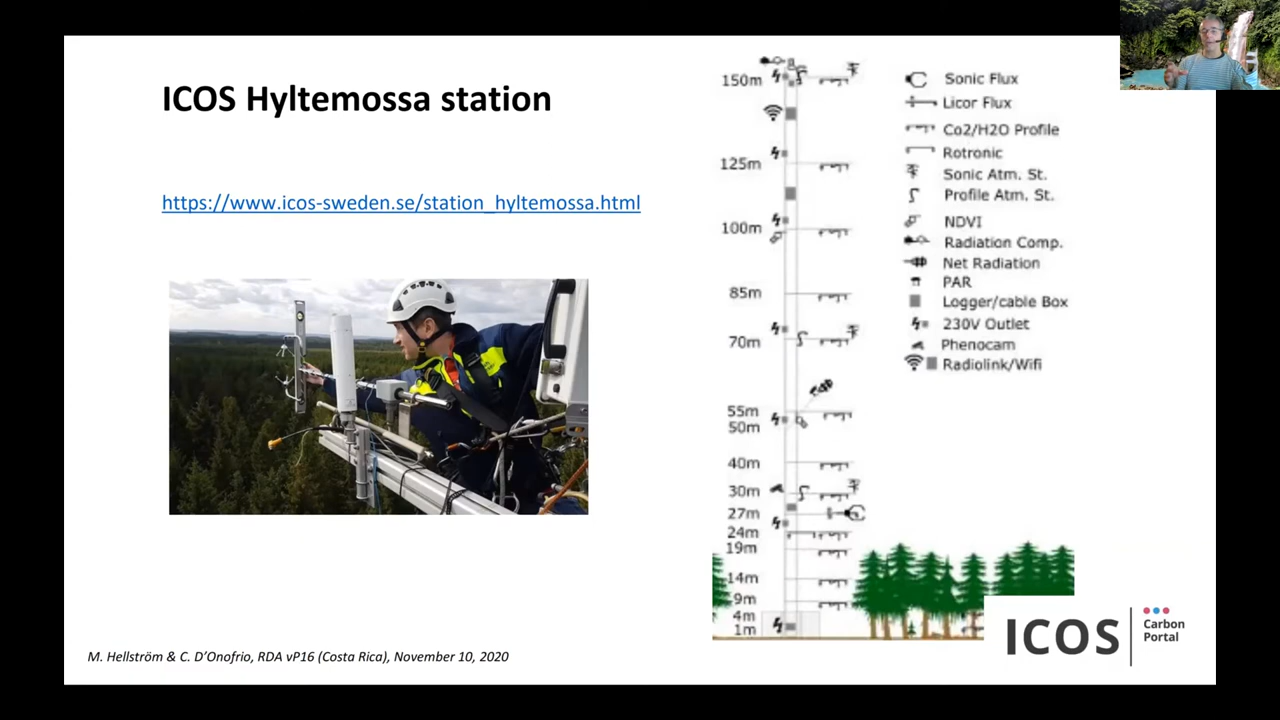 ICOS Hyltemossa station
https://www.icos-sweden.se/station_hyltemossa.html
150m
125m
100m
85m
70m
55m
50m
40m
30m
27m
24m
19m
14m
9m
4m
1m
Sonic Flux
Licor Flux
Co2/H2O Profile
Rotronic
Sonic Atm. St.
Profile Atm. St.
NDVI
Radiation Comp.
Net Radiation
PAR
Logger/cable Box
230V Outlet
Phenocam
Radiolink/Wifi
M. Hellström & C. D'Onofrio, RDA vP16 (Costa Rica), November 10, 2020
ICOS
Carbon
Portal